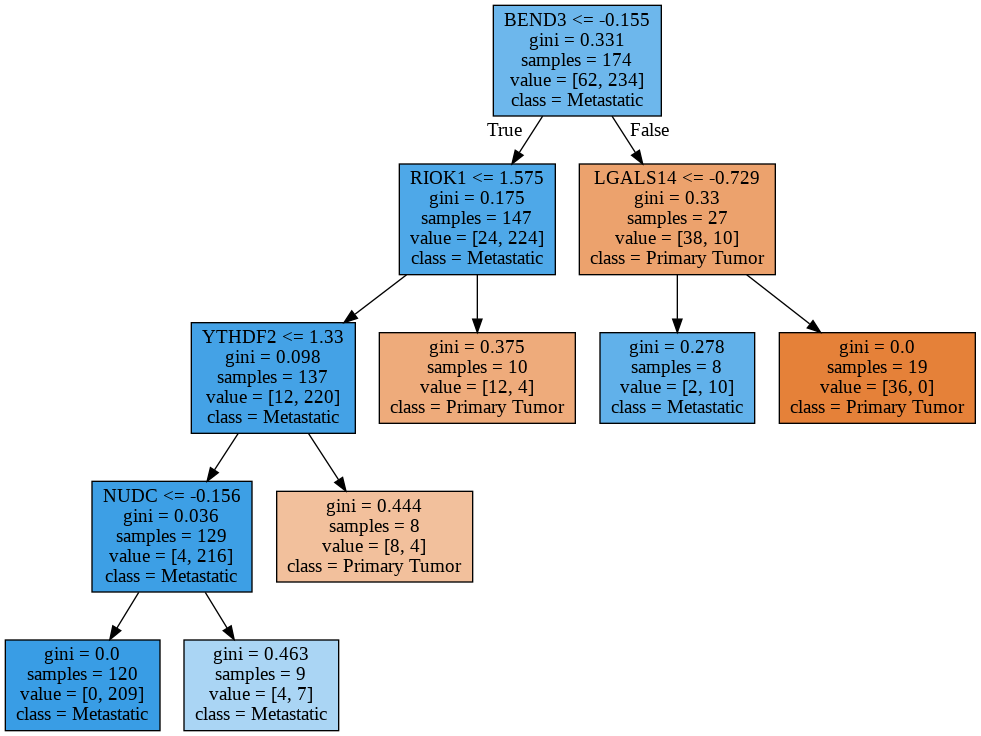 BEND3 <= -0.155
gini = 0.331
samples = 174
value = [62, 234]
class = Metastatic
True
False
RIOK1 <= 1.575
gini = 0.175
samples = 147
value = [24, 224]
class = Metastatic
LGALS14 <= -0.729
gini = 0.33
samples = 27
value = [38, 10]
class = Primary Tumor
YTHDF2 <= 1.33
gini = 0.098
samples = 137
value = [12, 220]
class = Metastatic
gini = 0.375
samples = 10
value = [12, 4]
class = Primary Tumor
gini = 0.278
samples = 8
value = [2, 10]
class = Metastatic
gini = 0.0
samples = 19
value = [36, 0]
class = Primary Tumor
NUDC <= -0.156
gini = 0.036
samples = 129
value = [4, 216]
class = Metastatic
gini = 0.444
samples = 8
value = [8, 4]
class = Primary Tumor
gini = 0.0
samples = 120
value = [0, 209]
class = Metastatic
gini = 0.463
samples = 9
value = [4, 7]
class = Metastatic